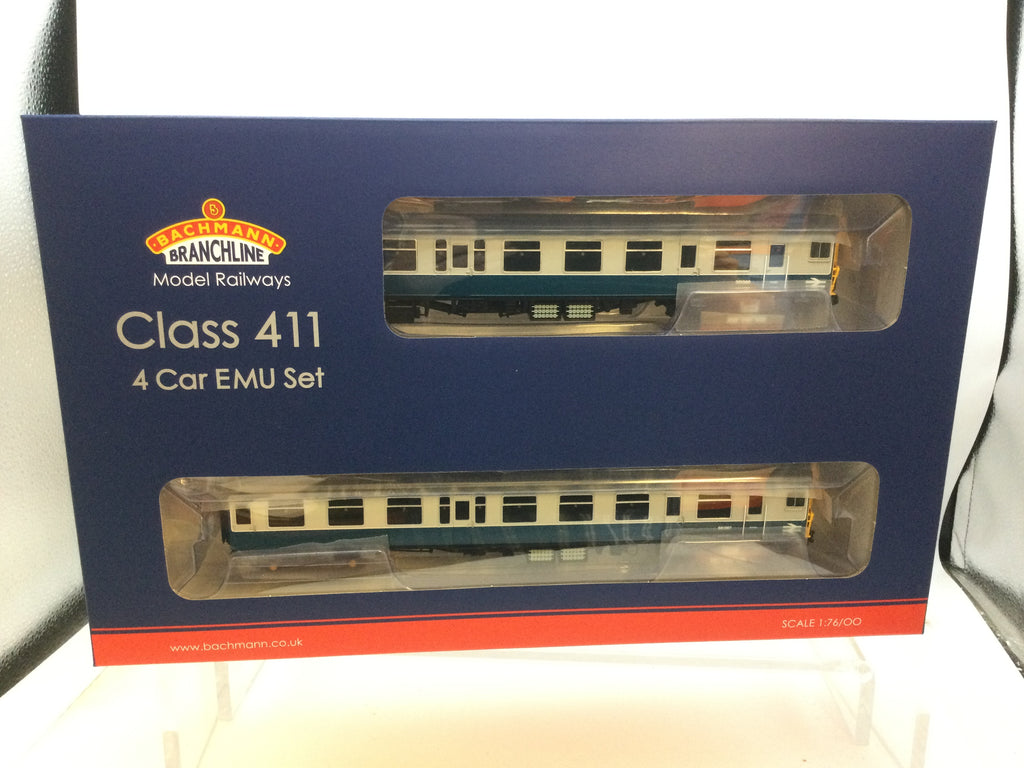 B
BACHMANN
BRANCHLINE
Model Railways
Class 411
4 Car EMU Set
www.bachmann.co.uk
SCALE 1:76/OO